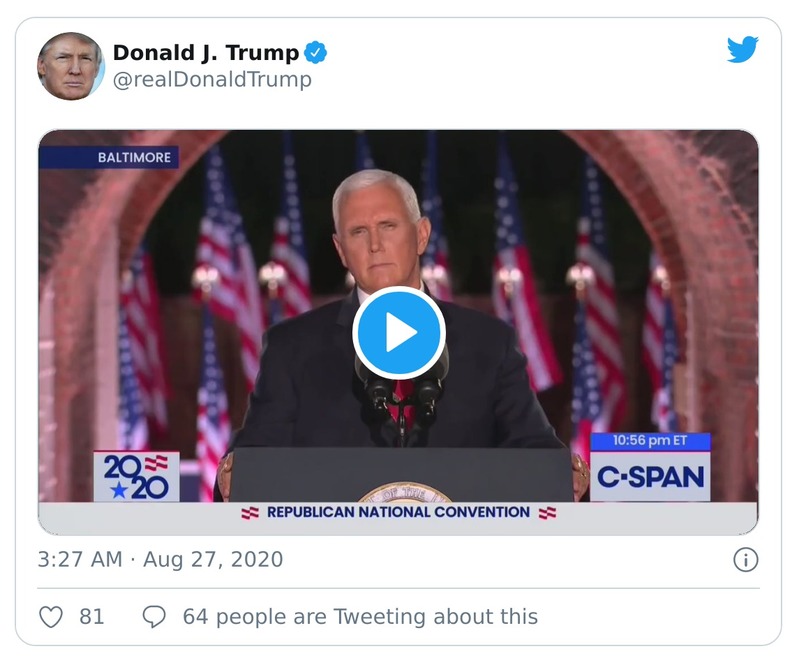 Donald J. Trump
@realDonaldTrump
BALTIMORE
10:56 pm ET
2020
C-SPAN
REPUBLICAN NATIONAL CONVENTION
3:27 AM · Aug 27, 2020
81
64 people are Tweeting about this